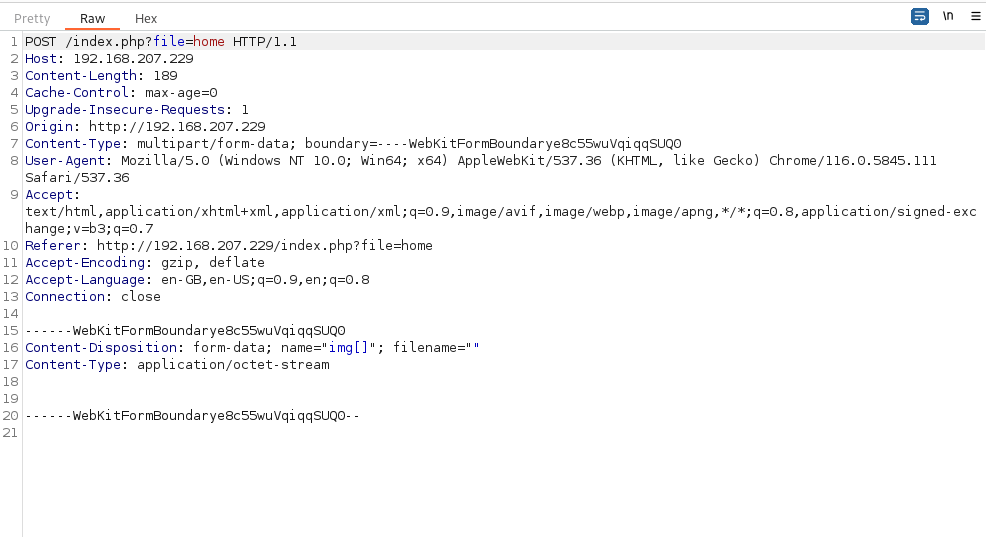 Pretty Raw Hex \n
1 POST /index.php?file=home HTTP/1.1
2 Host: 192.168.207.229
3 Content-Length: 189
4 Cache-Control: max-age=0
5 Upgrade-Insecure-Requests: 1
6 Origin: http://192.168.207.229
7 Content-Type: multipart/form-data; boundary=----WebKitFormBoundarye8c55wuVqiqqSUQO
8 User-Agent: Mozilla/5.0 (Windows NT 10.0; Win64; x64) AppleWebKit/537.36 (KHTML, like Gecko) Chrome/116.0.5845.111
Safari/537.36
9 Accept:
text/html,application/xhtml+xml,application/xml;q=0.9,image/avif,image/webp,image/apng,*/*;q=0.8,application/signed-exc
hange;v=b3;q=0.7
10 Referer: http://192.168.207.229/index.php?file=home
11 Accept-Encoding: gzip, deflate
12 Accept-Language: en-GB,en-US;q=0.9,en;q=0.8
13 Connection: close
14
15 ------WebKitFormBoundarye8c55wuVqiqqSUQO
16 Content-Disposition: form-data; name="img[]"; filename=""
17 Content-Type: application/octet-stream
18
19
20 ------WebKitFormBoundarye8c55wuVqiqqSUQO--
21